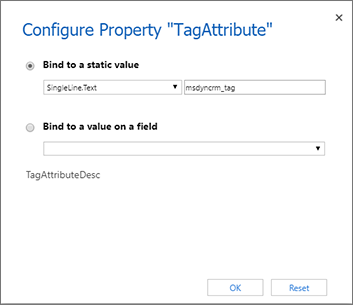 Configure Property "TagAttribute"
Bind to a static value
SingleLine.Text
msdyncrm_tag
Bind to a value on a field
TagAttributeDesc
OK
Reset